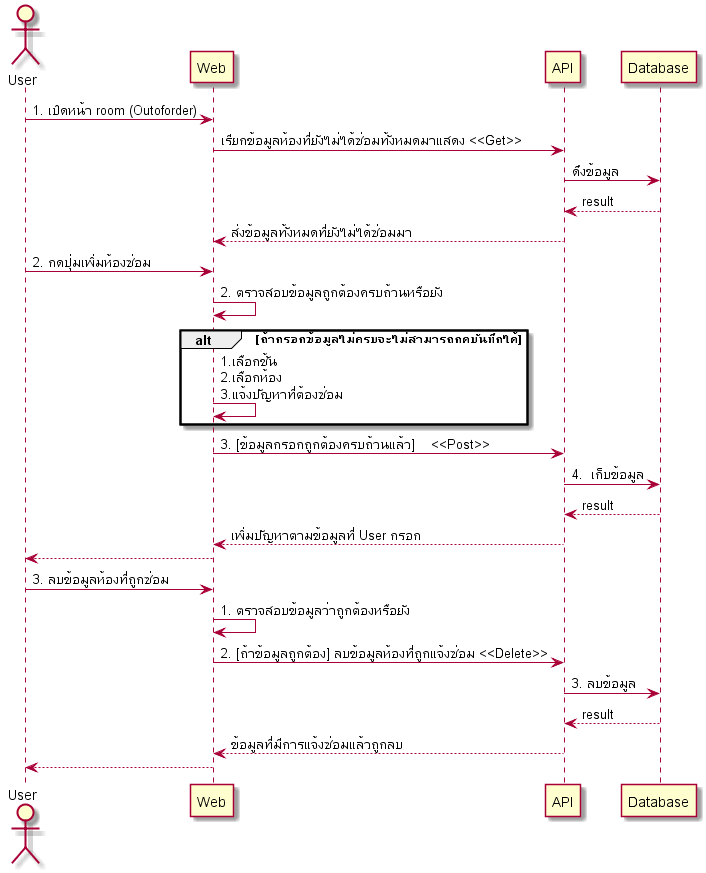 User
Web
API
Database
1. เปิดหน้า room (Outoforder)
เรียกข้อมูลห้องที่ยังไม่ได้ซ่อมทั้งหมดมาแสดง <<Get>>
ดึงข้อมูล
result
ส่งข้อมูลทั้งหมดที่ยังไม่ได้ซ่อมมา
2. กดปุ่มเพิ่มห้องซ่อม
2. ตรวจสอบข้อมูลถูกต้องครบถ้วนหรือยัง
alt [ถ้ากรอกข้อมูลไม่ครบจะไม่สามารถกดบันทึกได้]
1.เลือกชั้น
2.เลือกห้อง
3.แจ้งปัญหาที่ต้องซ่อม
3. [ข้อมูลกรอกถูกต้องครบถ้วนแล้ว] <<Post>>
4. เก็บข้อมูล
result
เพิ่มปัญหาตามข้อมูลที่ User กรอก
3. ลบข้อมูลห้องที่ถูกซ่อม
1. ตรวจสอบข้อมูลว่าถูกต้องหรือยัง
2. [ถ้าข้อมูลถูกต้อง] ลบข้อมูลห้องที่ถูกแจ้งซ่อม <<Delete>>
3. ลบข้อมูล
result
ข้อมูลที่มีการแจ้งซ่อมแล้วถูกลบ
User
Web
API
Database